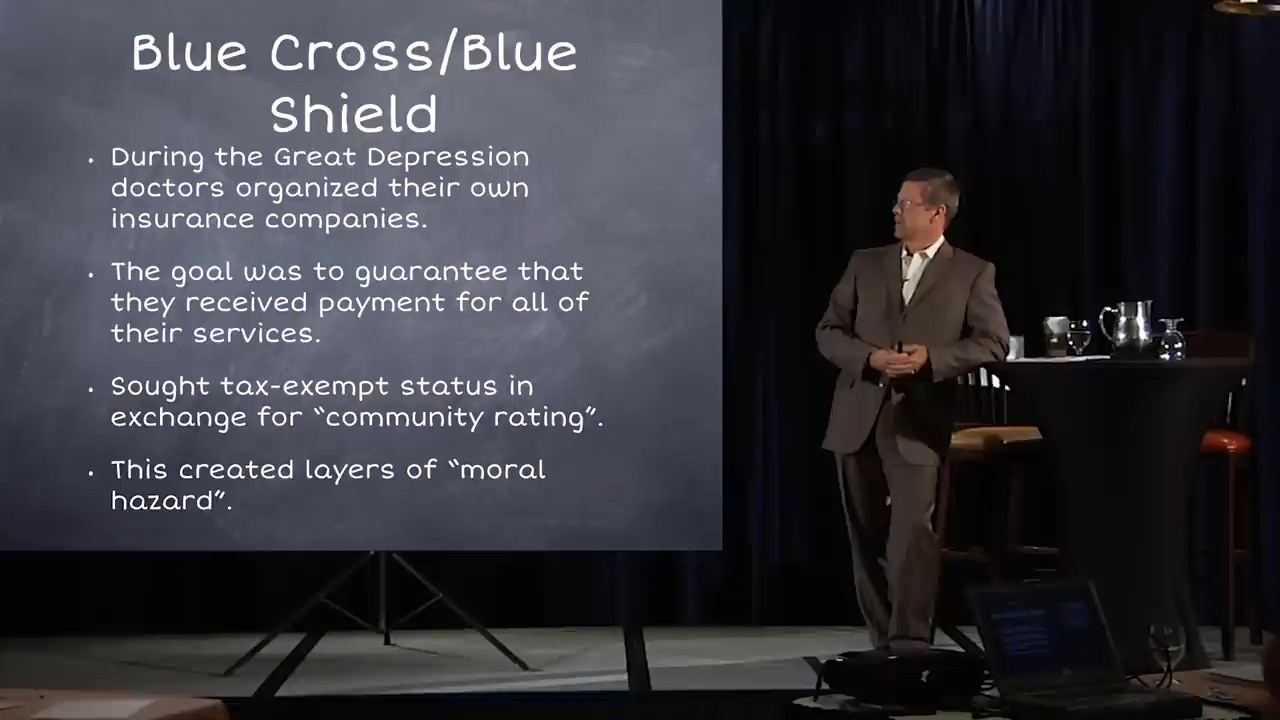 Blue Cross/Blue
Shield
• During the Great Depression
doctors organized their own
insurance companies.
• The goal was to guarantee that
they received payment for all of
their services.
• Sought tax-exempt status in
exchange for “community rating”.
• This created layers of “moral
hazard”.